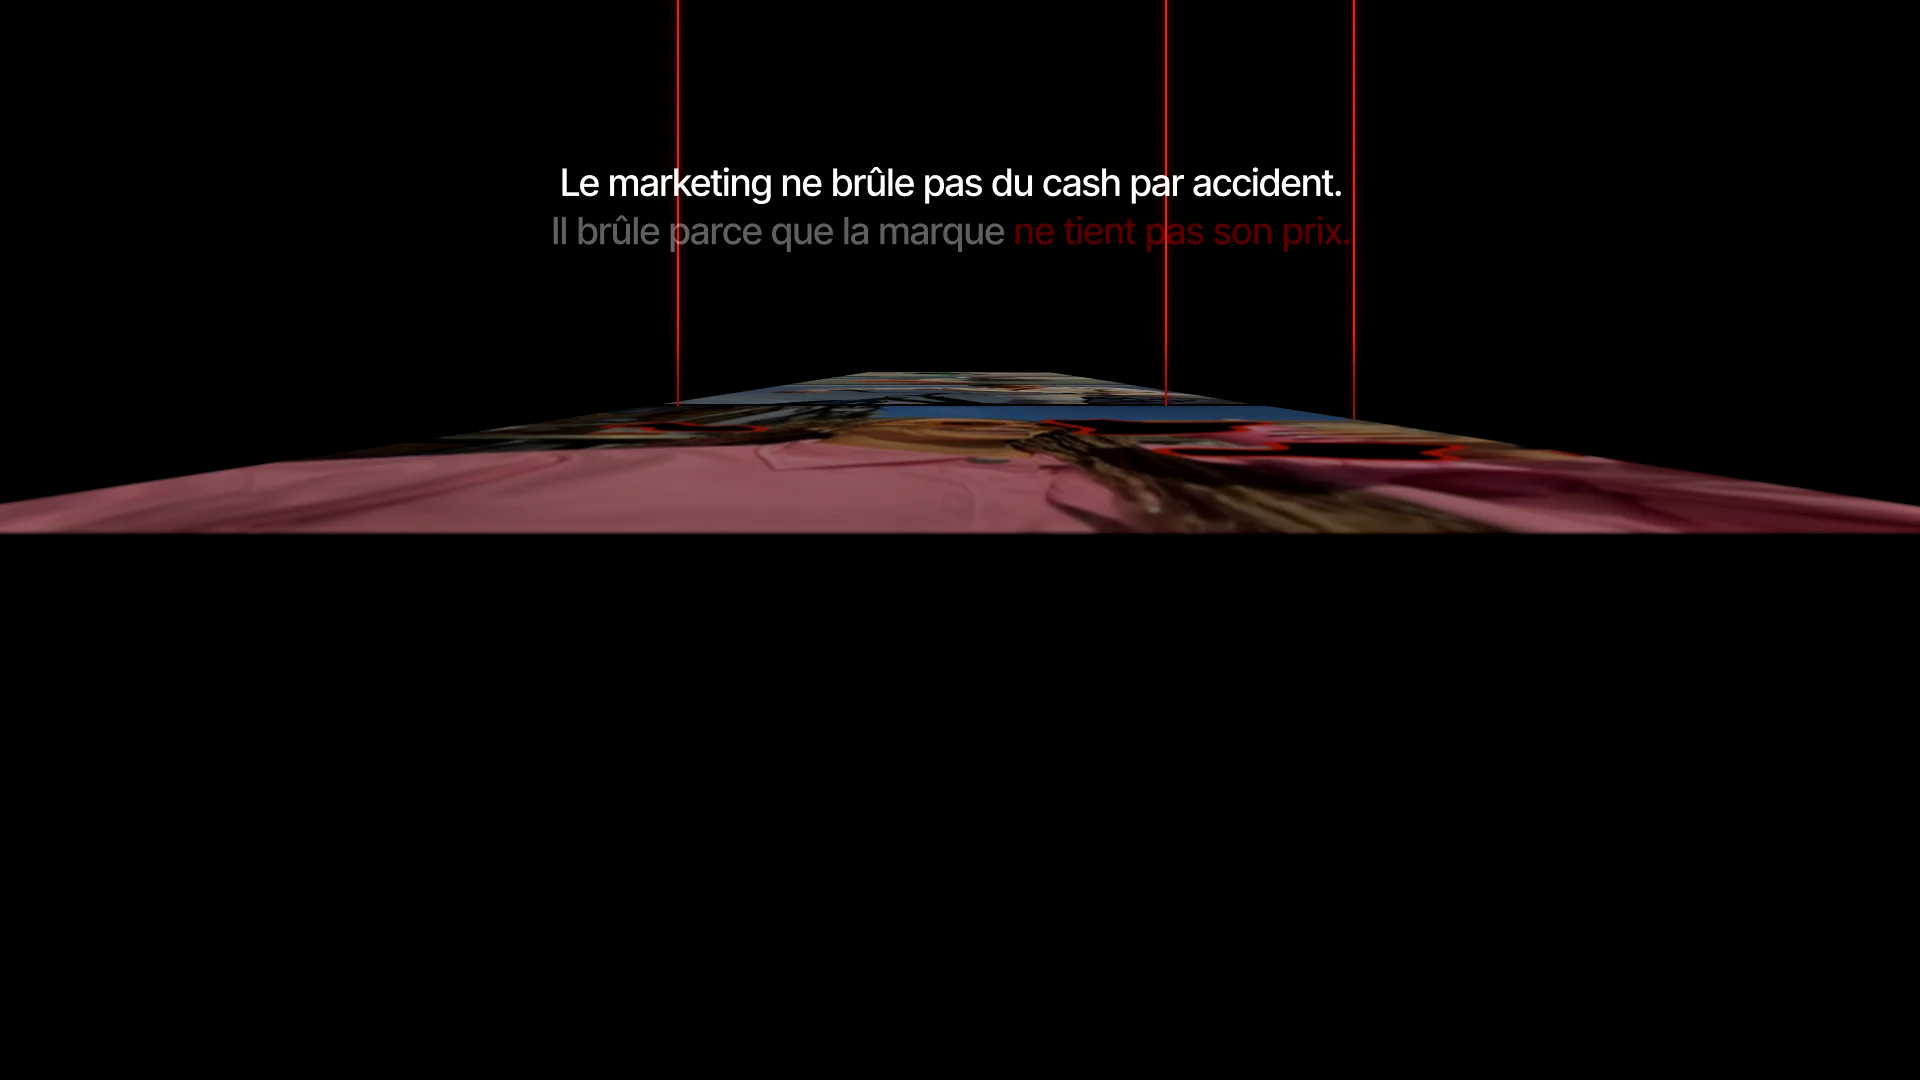 Le marketing ne brûle pas du cash par accident.
Il brûle parce que la marque ne tient pas son prix.